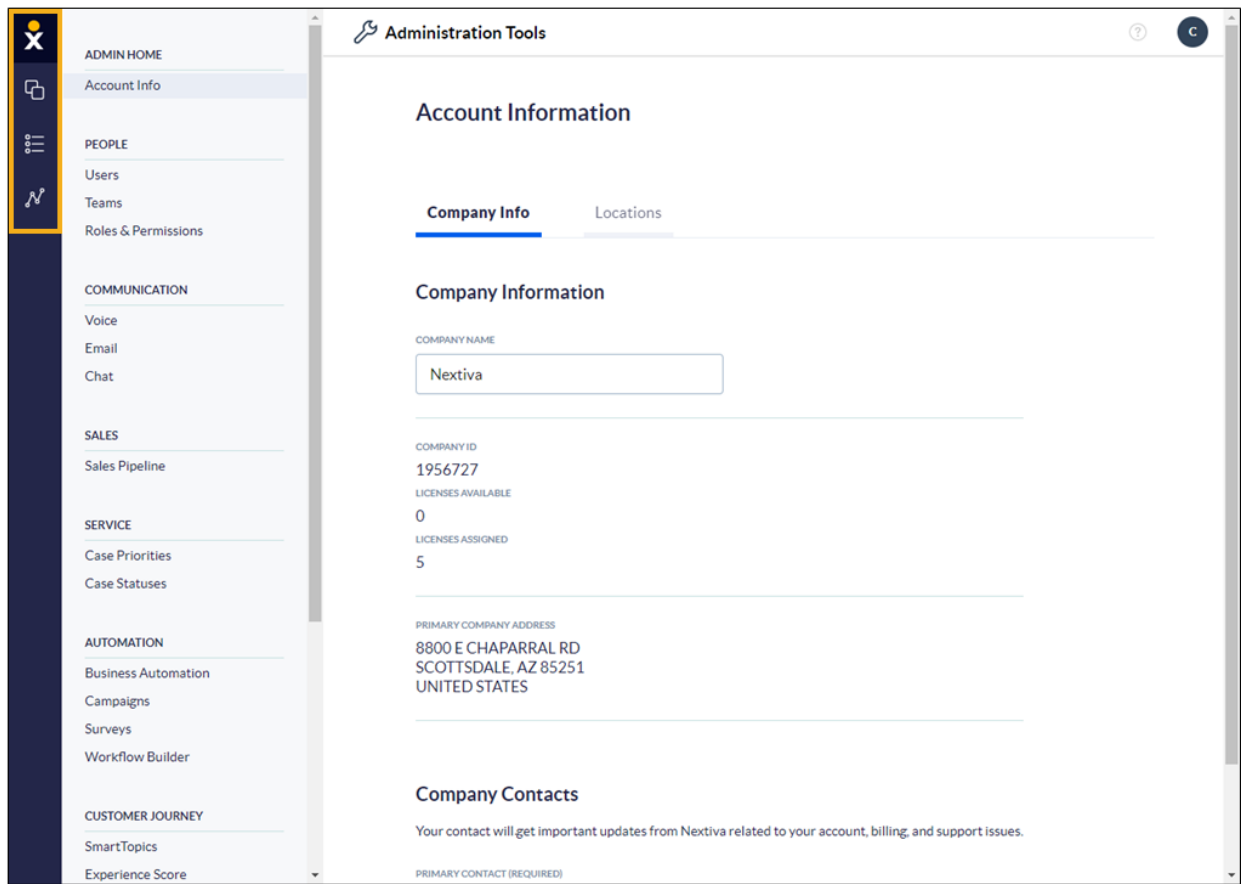 Administration Tools
?
C
ADMIN HOME
Account Info
PEOPLE
Users
Teams
Roles & Permissions
COMMUNICATION
Voice
Email
Chat
SALES
Sales Pipeline
SERVICE
Case Priorities
Case Statuses
AUTOMATION
Business Automation
Campaigns
Surveys
Workflow Builder
CUSTOMER JOURNEY
SmartTopics
Experience Score
Account Information
Company Info Locations
Company Information
COMPANY NAME
Nextiva
COMPANY ID
1956727
LICENSES AVAILABLE
0
LICENSES ASSIGNED
5
PRIMARY COMPANY ADDRESS
8800 E CHAPARRAL RD
SCOTTSDALE, AZ 85251
UNITED STATES
Company Contacts
Your contact will get important updates from Nextiva related to your account, billing, and support issues.
PRIMARY CONTACT (REQUIRED)